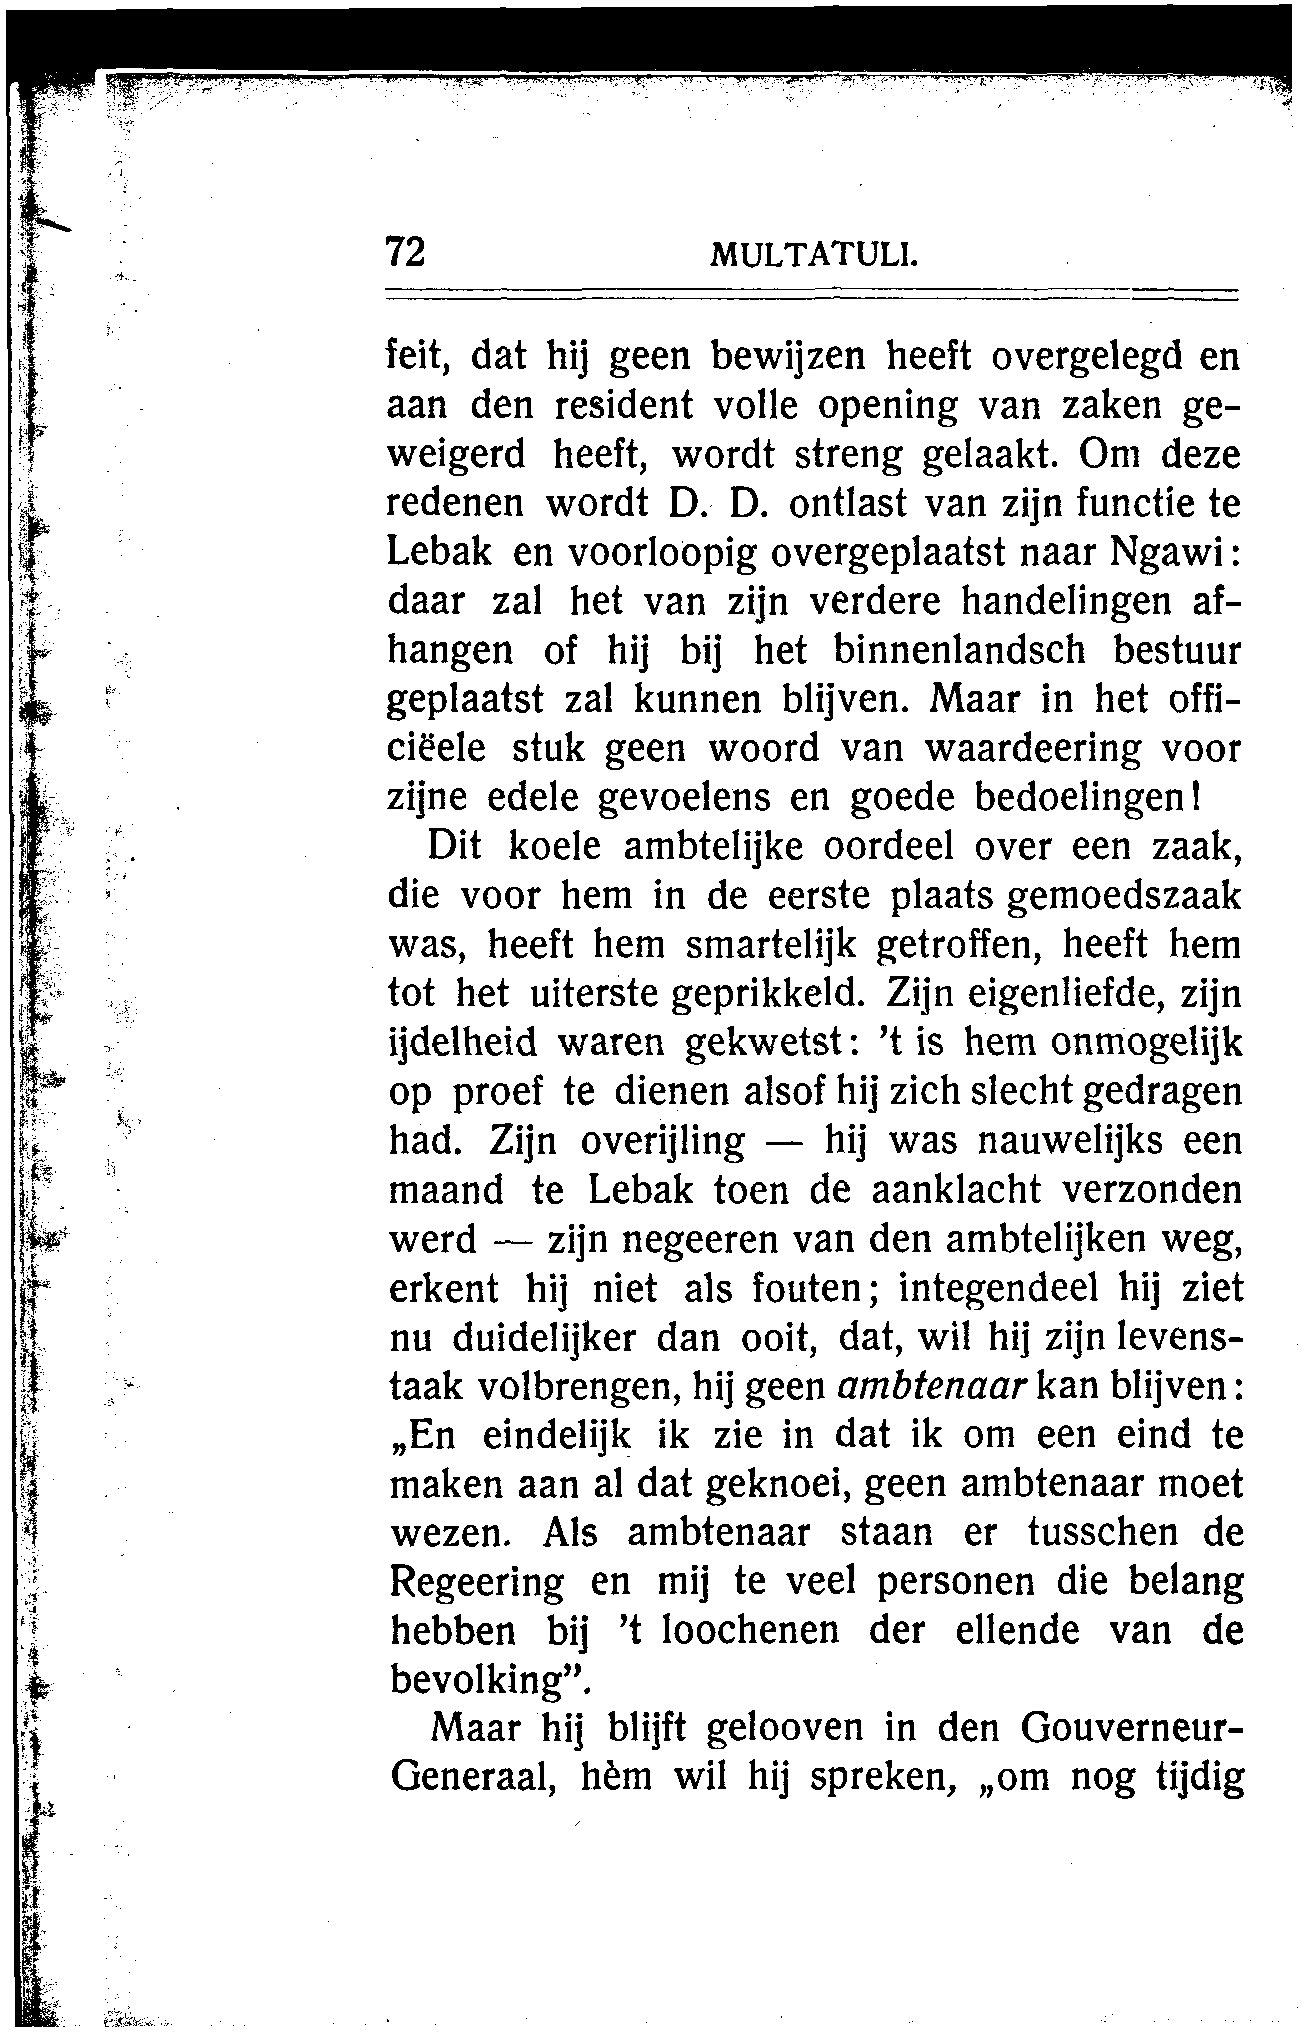 72 MULTATULI.
feit, dat hij geen bewijzen heeft overgelegd en
aan den resident volle opening van zaken ge-
weigerd heeft, wordt streng gelaakt. Om deze
redenen wordt D. D. ontlast van zijn functie te
Lebak en voorloopig overgeplaatst naar Ngawi:
daar zal het van zijn verdere handelingen af-
hangen of hij bij het binnenlandsch bestuur
geplaatst zal kunnen blijven. Maar in het offi-
ciëele stuk geen woord van waardeering voor
zijne edele gevoelens en goede bedoelingen!
Dit koele ambtelijke oordeel over een zaak,
die voor hem in de eerste plaats gemoedszaak
was, heeft hem smartelijk getroffen, heeft hem
tot het uiterste geprikkeld. Zijn eigenliefde, zijn
ijdelheid waren gekwetst: 't is hem onmogelijk
op proef te dienen alsof hij zich slecht gedragen
had. Zijn overijling — hij was nauwelijks een
maand te Lebak toen de aanklacht verzonden
werd — zijn negeeren van den ambtelijken weg,
erkent hij niet als fouten; integendeel hij ziet
nu duidelijker dan ooit, dat, wil hij zijn levens-
taak volbrengen, hij geen ambtenaar kan blijven:
„En eindelijk ik zie in dat ik om een eind te
maken aan al dat geknoei, geen ambtenaar moet
wezen. Als ambtenaar staan er tusschen de
Regeering en mij te veel personen die belang
hebben bij 't loochenen der ellende van de
bevolking”.
Maar hij blijft gelooven in den Gouverneur-
Generaal, hèm wil hij spreken, „om nog tijdig